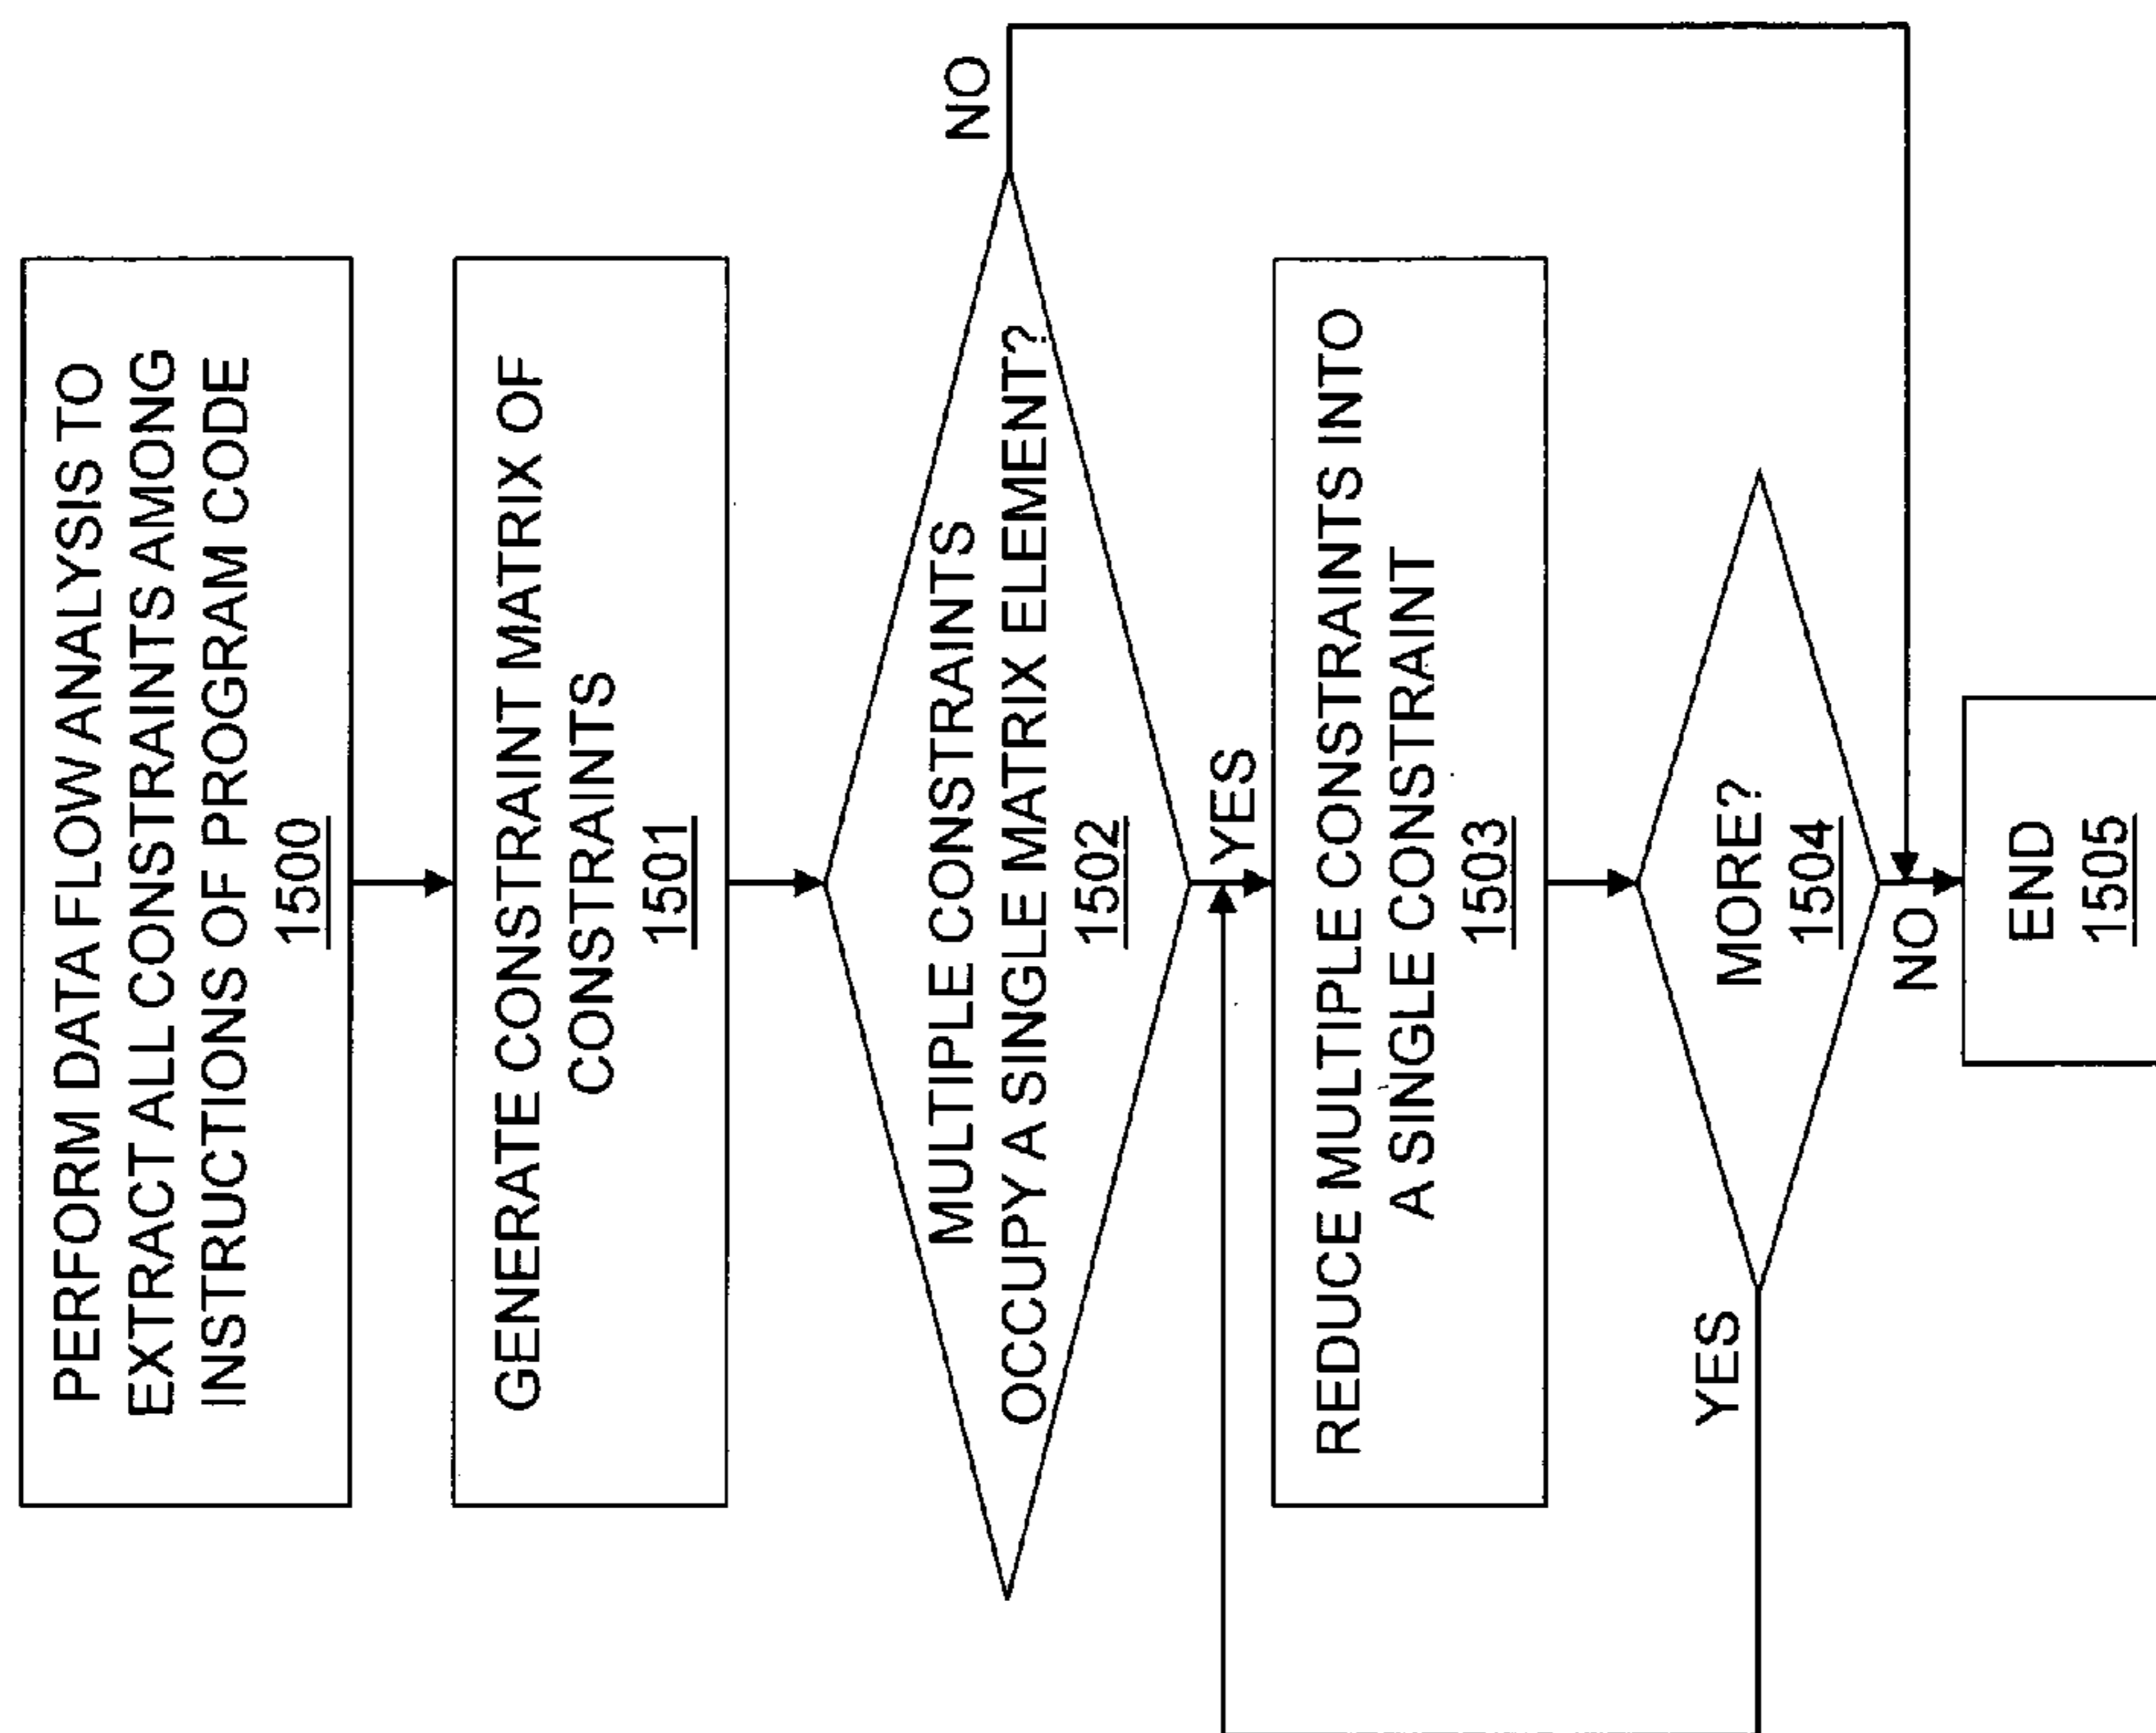 PERFORM DATA FLOW ANALYSIS TO
EXTRACT ALL CONSTRAINTS AMONG
INSTRUCTIONS OF PROGRAM CODE
1500
GENERATE CONSTRAINT MATRIX OF
CONSTRAINTS
1501
MULTIPLE CONSTRAINTS
OCCUPY A SINGLE MATRIX ELEMENT?
1502
NO
YES
REDUCE MULTIPLE CONSTRAINTS INTO
A SINGLE CONSTRAINT
1503
MORE?
1504
YES
NO
END
1505